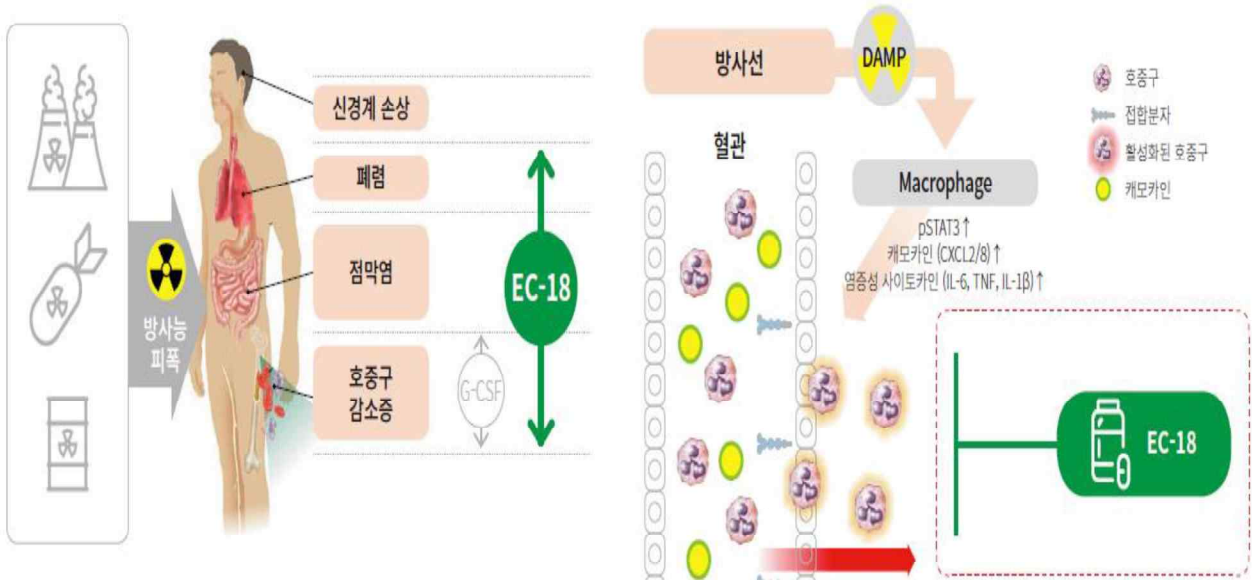 신경계 손상
폐렴
점막염
호중구
감소증
방사능
피폭
G-CSF
EC-18
방사선
DAMP
혈관
Macrophage
pSTAT3↑
캐모카인 (CXCL2/8)↑
염증성 사이토카인 (IL-6, TNF, IL-1β)↑
호중구
접합분자
활성화된 호중구
캐모카인
EC-18